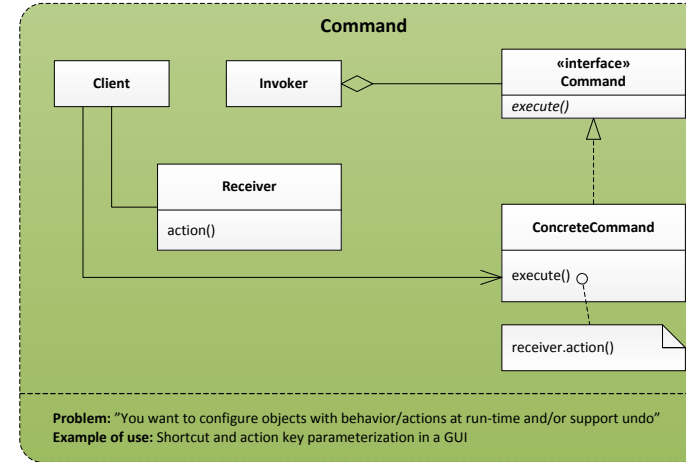 Command
Client
Invoker
«interface»
Command
execute()
Receiver
action()
ConcreteCommand
execute()
receiver.action()
Problem: ”You want to configure objects with behavior/actions at run-time and/or support undo”
Example of use: Shortcut and action key parameterization in a GUI